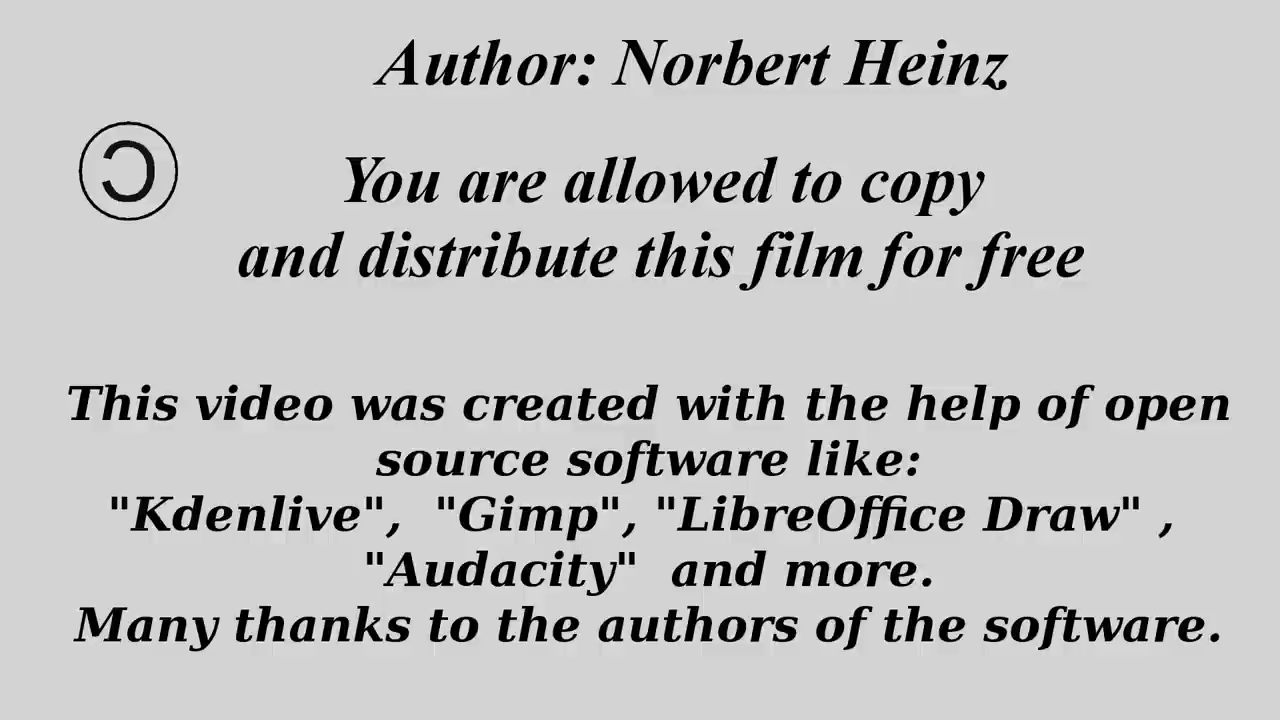 Author: Norbert Heinz
You are allowed to copy
and distribute this film for free
This video was created with the help of open
source software like:
"Kdenlive",  "Gimp", "LibreOffice Draw" ,
"Audacity"  and more.
Many thanks to the authors of the software.